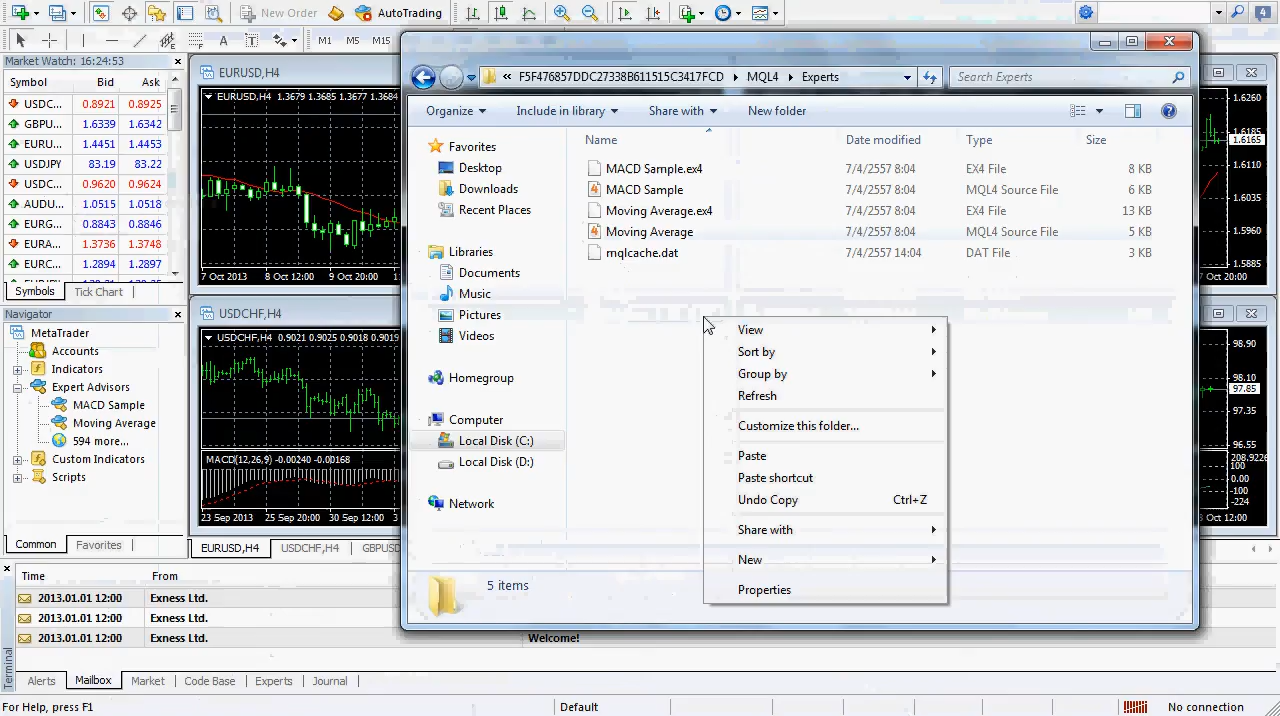 New Order
AutoTrading
4
A
T
M1 M5 M15
Market Watch: 16:24:53
Symbol Bid Ask
USDC... 0.8921 0.8925
GBPU... 1.6339 1.6342
EURU... 1.4451 1.4453
USDJPY 83.19 83.22
USDC... 0.9620 0.9624
AUDU... 1.0515 1.0518
EURG... 0.8843 0.8846
EURA... 1.3736 1.3748
EURC... 1.2894 1.2897
Symbols Tick Chart
Navigator
MetaTrader
Accounts
Indicators
Expert Advisors
MACD Sample
Moving Average
594 more...
Custom Indicators
Scripts
Common Favorites
EURUSD,H4
EURUSD,H4 1.3679 1.3685 1.3677 1.3684
7 Oct 2013 8 Oct 12:00 9 Oct 12:00
USDCHF,H4
USDCHF,H4 0.9021 0.9025 0.9018 0.9019
MACD(12,26,9) -0.00240 -0.00168
23 Sep 2013 25 Sep 20:00 30 Sep 12:00
EURUSD,H4 USDCHF,H4 GBPUSD
F5F476857DDC27338B611515C3417FCD MQL4 Experts
Search Experts
Organize Include in library Share with New folder
Favorites
Desktop
Downloads
Recent Places
Libraries
Documents
Music
Pictures
Videos
Homegroup
Computer
Local Disk (C:)
Local Disk (D:)
Network
Name Date modified Type Size
MACD Sample.ex4 7/4/2557 8:04 EX4 File 8 KB
MACD Sample 7/4/2557 8:04 MQL4 Source File 6 KB
Moving Average.ex4 7/4/2557 8:04 EX4 File 13 KB
Moving Average 7/4/2557 8:04 MQL4 Source File 5 KB
mqlcache.dat 7/4/2557 14:04 DAT File 3 KB
View
Sort by
Group by
Refresh
Customize this folder...
Paste
Paste shortcut
Undo Copy Ctrl+Z
Share with
New
Properties
5 items
1.6260
1.6185
1.6165
1.6110
1.5960
1.5885
Oct 20:00
98.90
98.10
97.85
97.35
96.55
208.9226
100
0.00
-100
-224
Oct 12:00
Time From
2013.01.01 12:00 Exness Ltd.
2013.01.01 12:00 Exness Ltd.
2013.01.01 12:00 Exness Ltd. Welcome!
Terminal
Alerts Mailbox Market Code Base Experts Journal
For Help, press F1 Default No connection